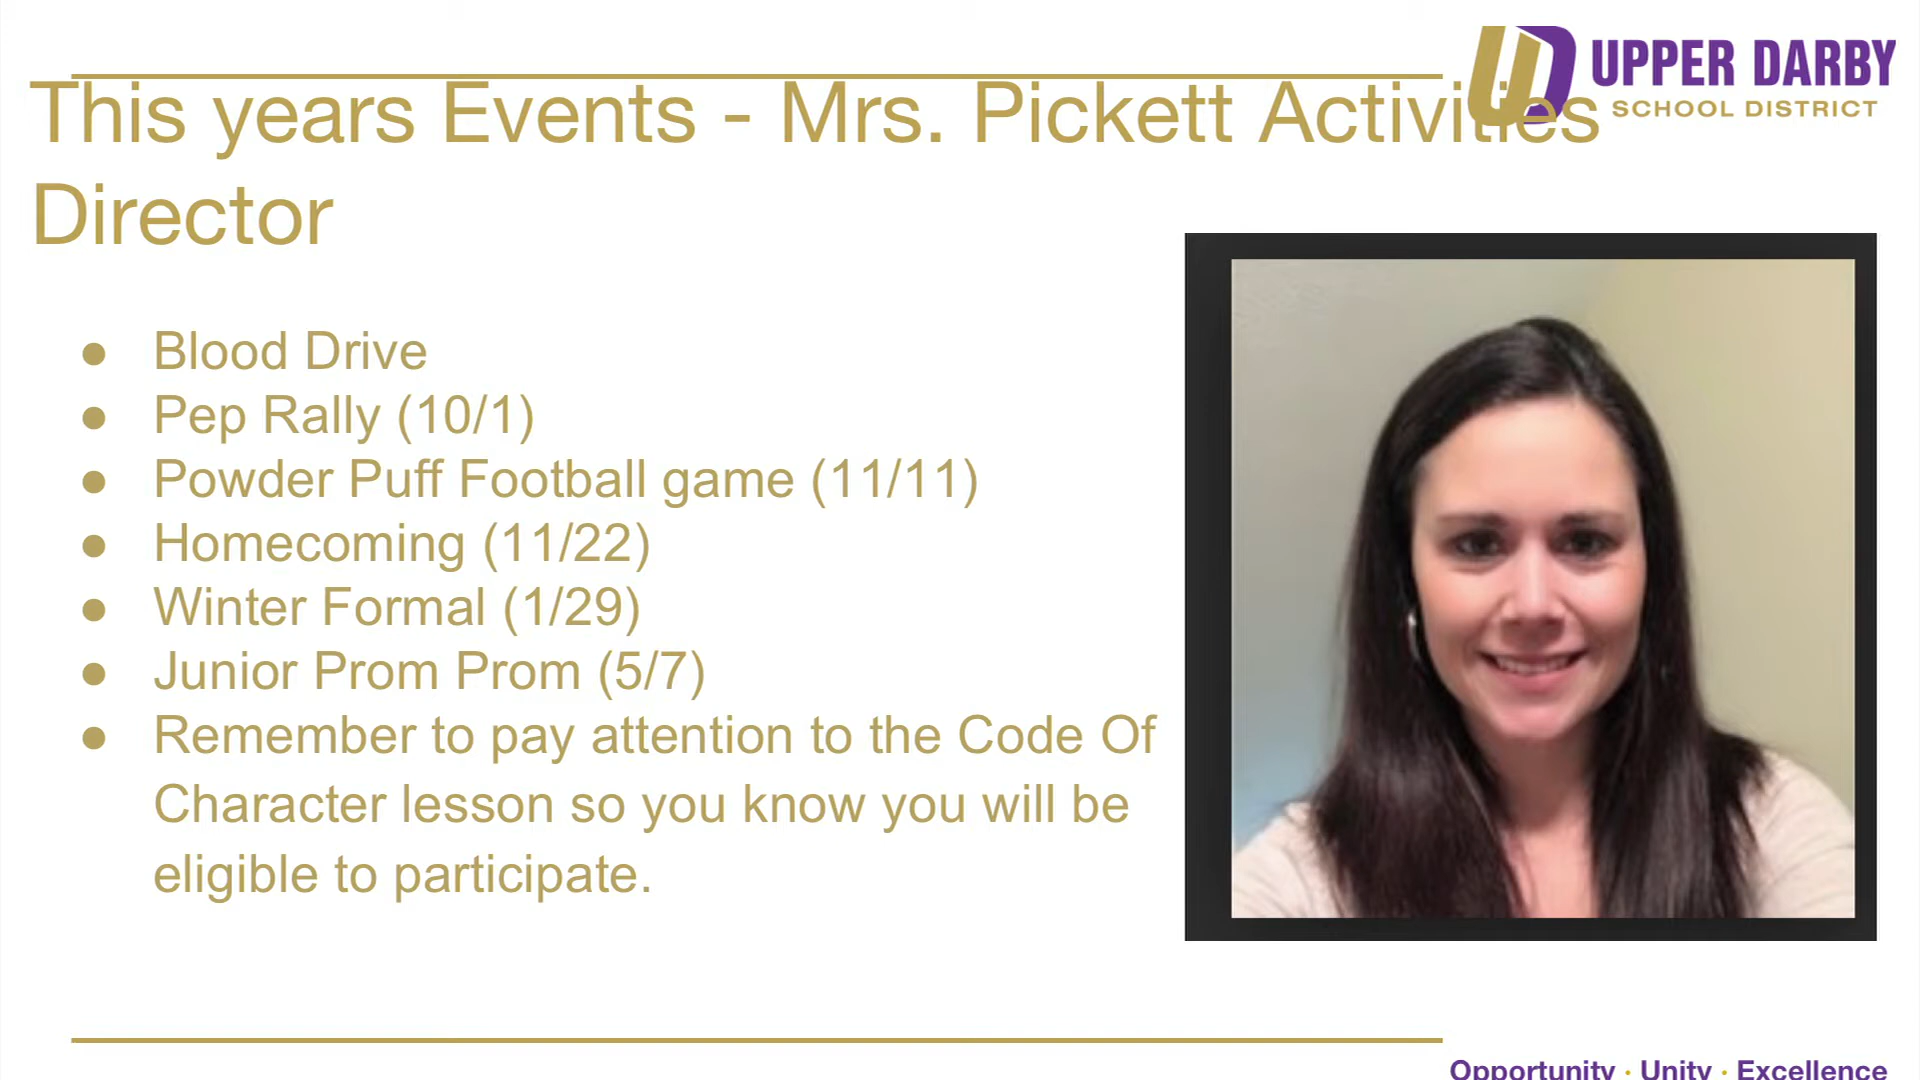 UPPER DARBY
SCHOOL DISTRICT
This years Events - Mrs. Pickett Activities
Director
● Blood Drive
● Pep Rally (10/1)
● Powder Puff Football game (11/11)
● Homecoming (11/22)
● Winter Formal (1/29)
● Junior Prom Prom (5/7)
● Remember to pay attention to the Code Of
Character lesson so you know you will be
eligible to participate.
Opportunity · Unity · Excellence